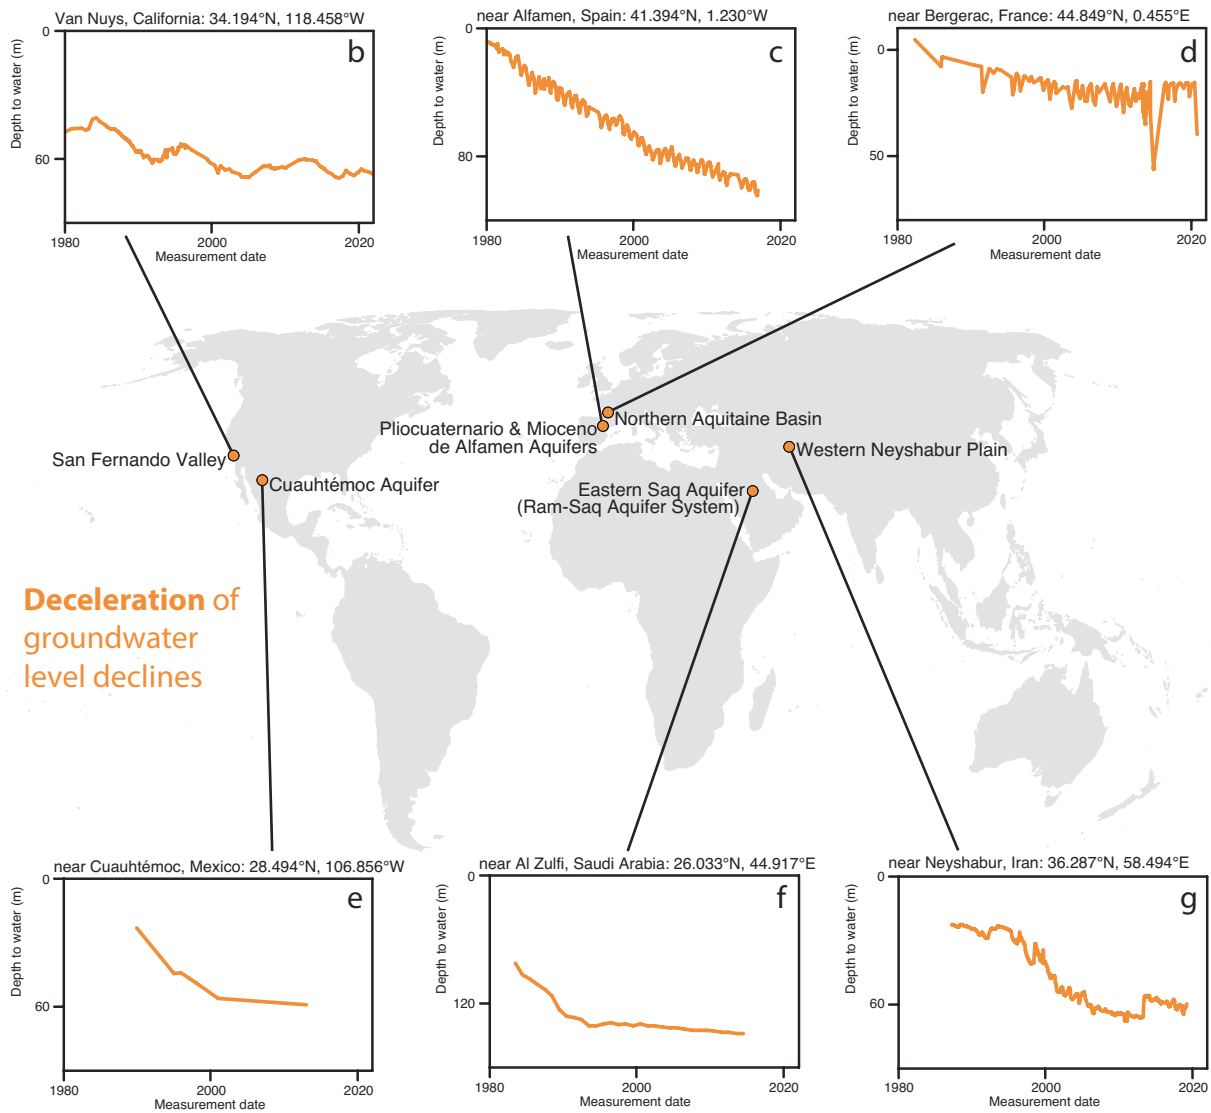 Van Nuys, California: 34.194°N, 118.458°W
b
Depth to water (m)
0
60
1980
2000
2020
Measurement date
near Alfamen, Spain: 41.394°N, 1.230°W
c
Depth to water (m)
0
80
1980
2000
2020
Measurement date
near Bergerac, France: 44.849°N, 0.455°E
d
Depth to water (m)
0
50
1980
2000
2020
Measurement date
Northern Aquitaine Basin
Pliocuaternario & Mioceno
de Alfamen Aquifers
Western Neyshabur Plain
San Fernando Valley
Cuauhtémoc Aquifer
Eastern Saq Aquifer
(Ram-Saq Aquifer System)
Deceleration of
groundwater
level declines
near Cuauhtémoc, Mexico: 28.494°N, 106.856°W
e
Depth to water (m)
0
60
1980
2000
2020
Measurement date
near Al Zulfi, Saudi Arabia: 26.033°N, 44.917°E
f
Depth to water (m)
0
120
1980
2000
2020
Measurement date
near Neyshabur, Iran: 36.287°N, 58.494°E
g
Depth to water (m)
0
60
1980
2000
2020
Measurement date